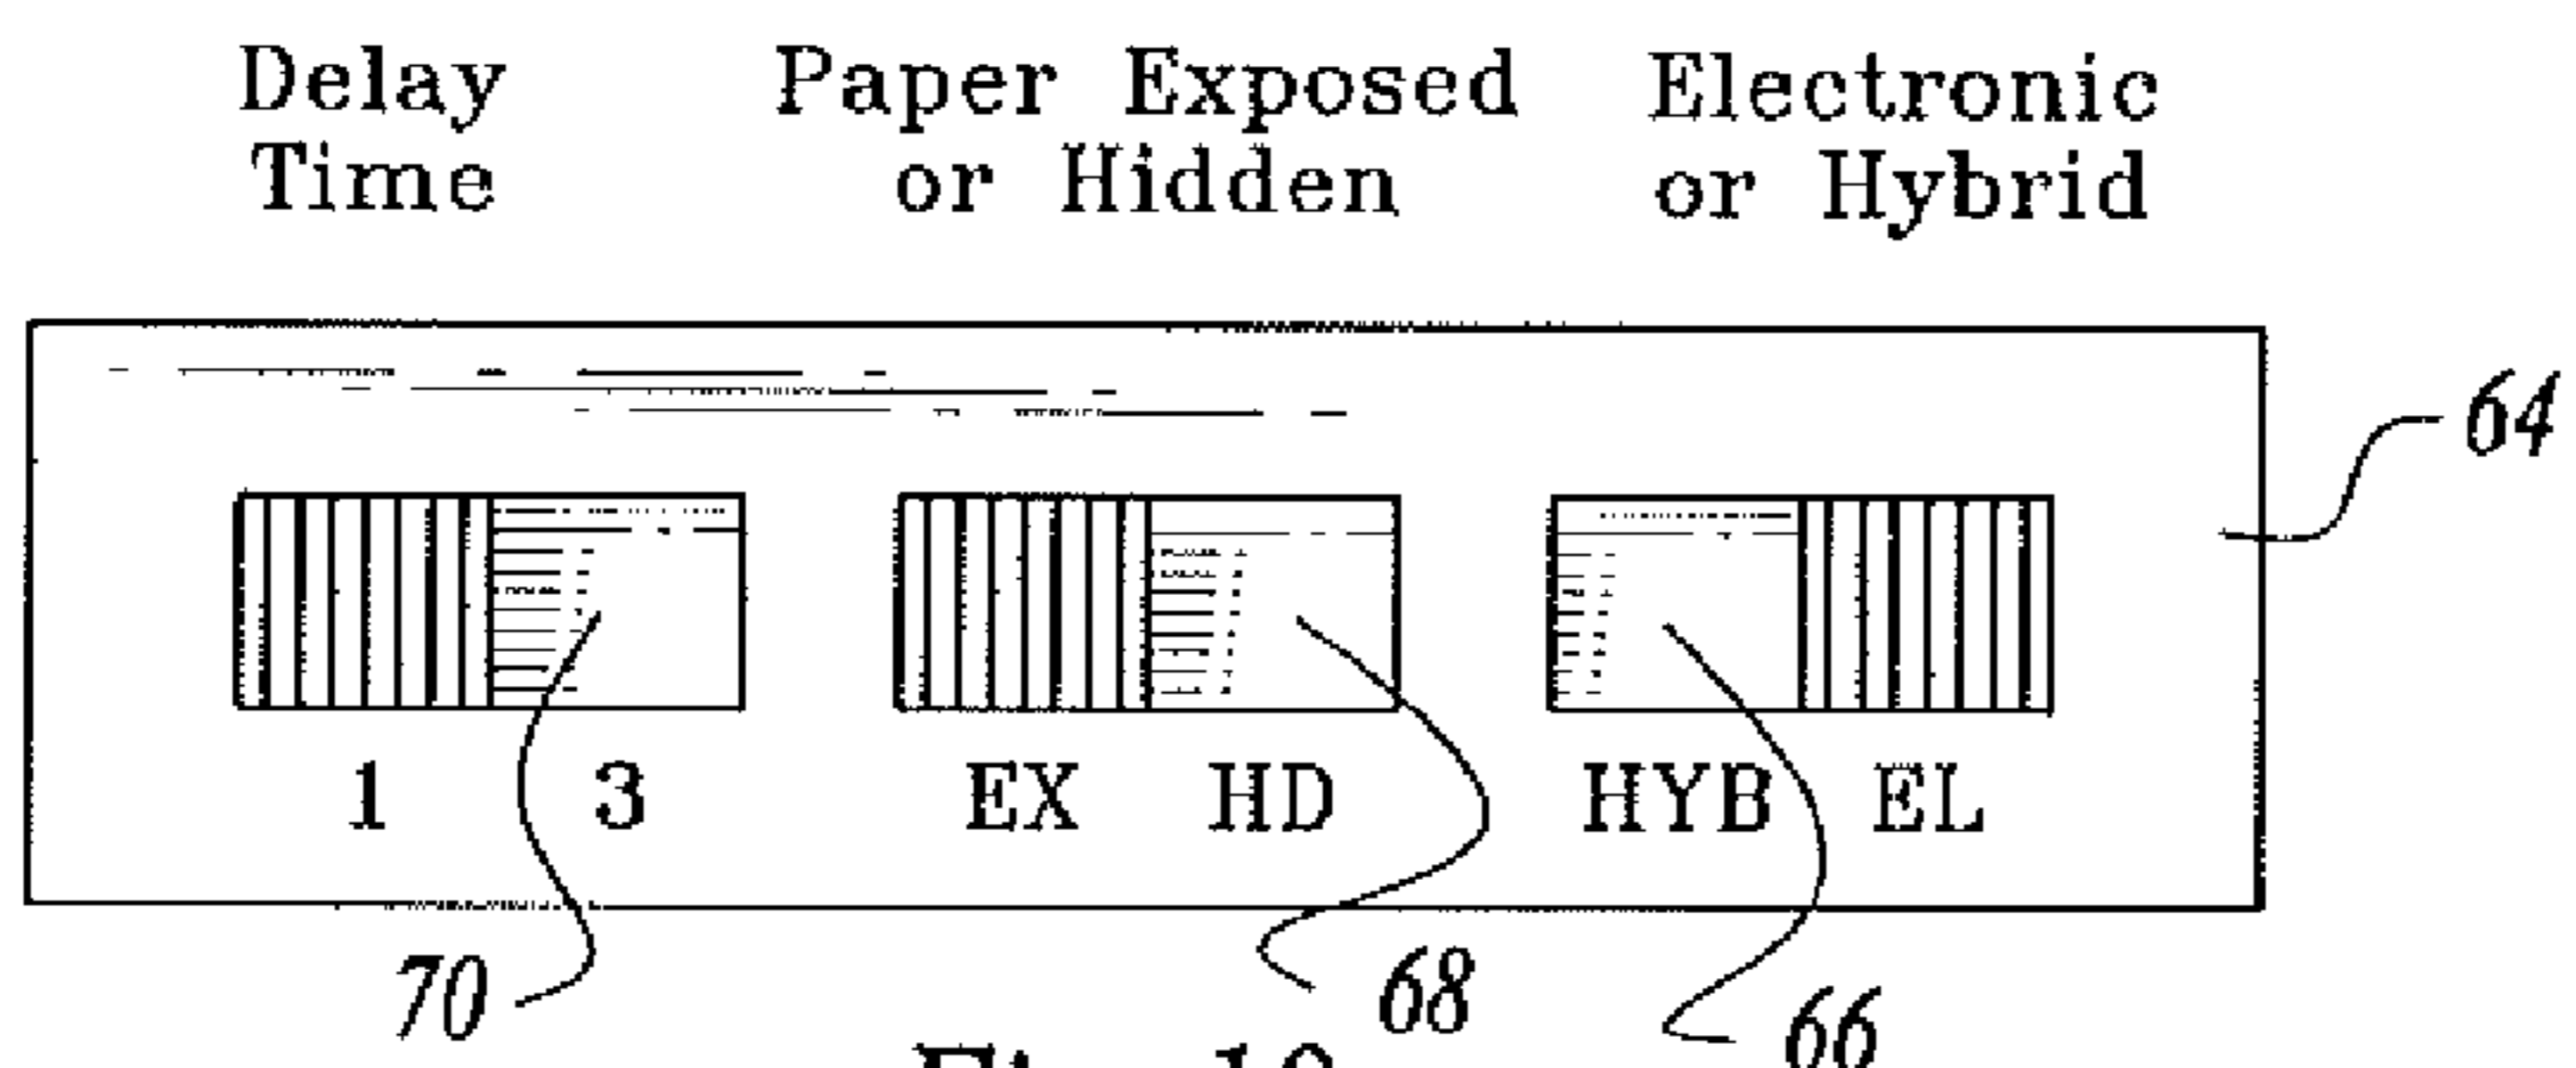 Delay Paper Exposed Electronic
Time or Hidden or Hybrid
64
1 3 EX HD HYB EL
70 68 66